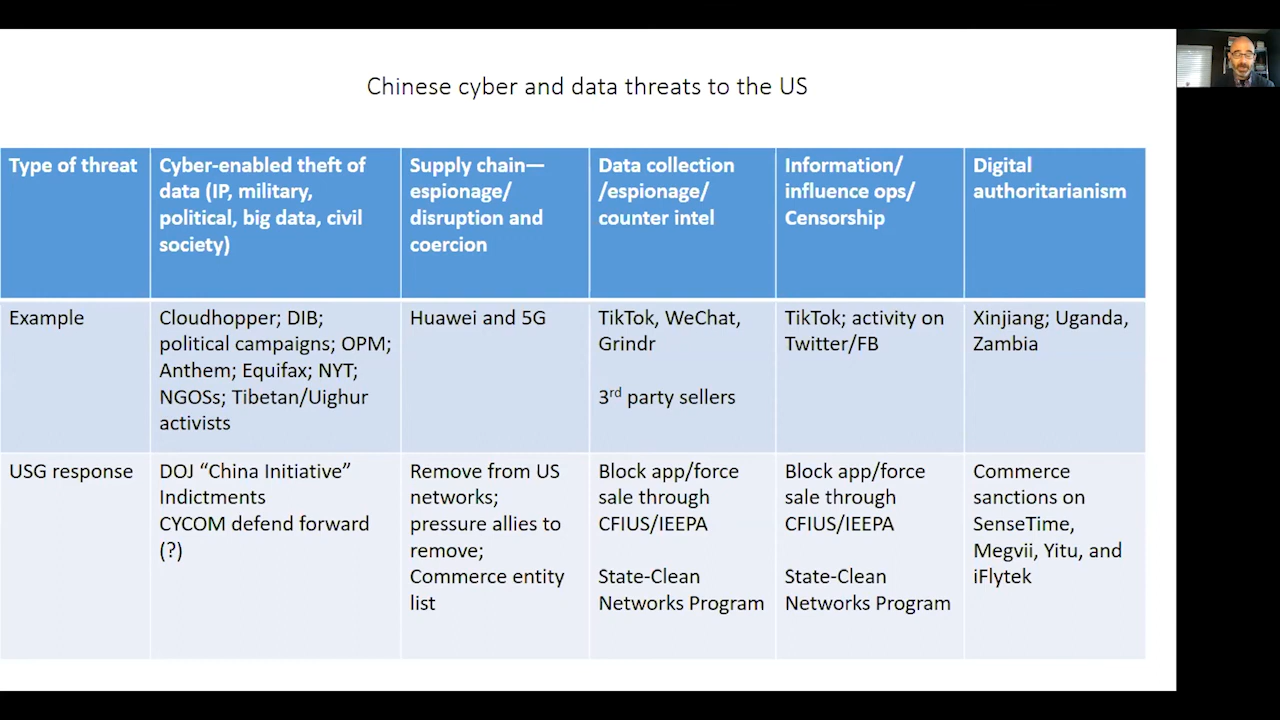 Chinese cyber and data threats to the US
Type of threat
Cyber-enabled theft of
data (IP, military,
political, big data, civil
society)
Supply chain—
espionage/
disruption and
coercion
Data collection
/espionage/
counter intel
Information/
influence ops/
Censorship
Digital
authoritarianism
Example
Cloudhopper; DIB;
political campaigns; OPM;
Anthem; Equifax; NYT;
NGOSs; Tibetan/Uighur
activists
Huawei and 5G
TikTok, WeChat,
Grindr
3rd party sellers
TikTok; activity on
Twitter/FB
Xinjiang; Uganda,
Zambia
USG response
DOJ “China Initiative”
Indictments
CYCOM defend forward
(?)
Remove from US
networks;
pressure allies to
remove;
Commerce entity
list
Block app/force
sale through
CFIUS/IEEPA
State-Clean
Networks Program
Block app/force
sale through
CFIUS/IEEPA
State-Clean
Networks Program
Commerce
sanctions on
SenseTime,
Megvii, Yitu, and
iFlytek